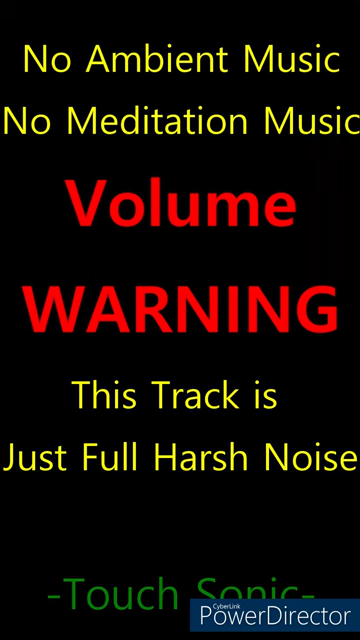 No Ambient Music
No Meditation Music
Volume
WARNING
This Track is
Just Full Harsh Noise
-Touch Sonic-
CyberLink
PowerDirector